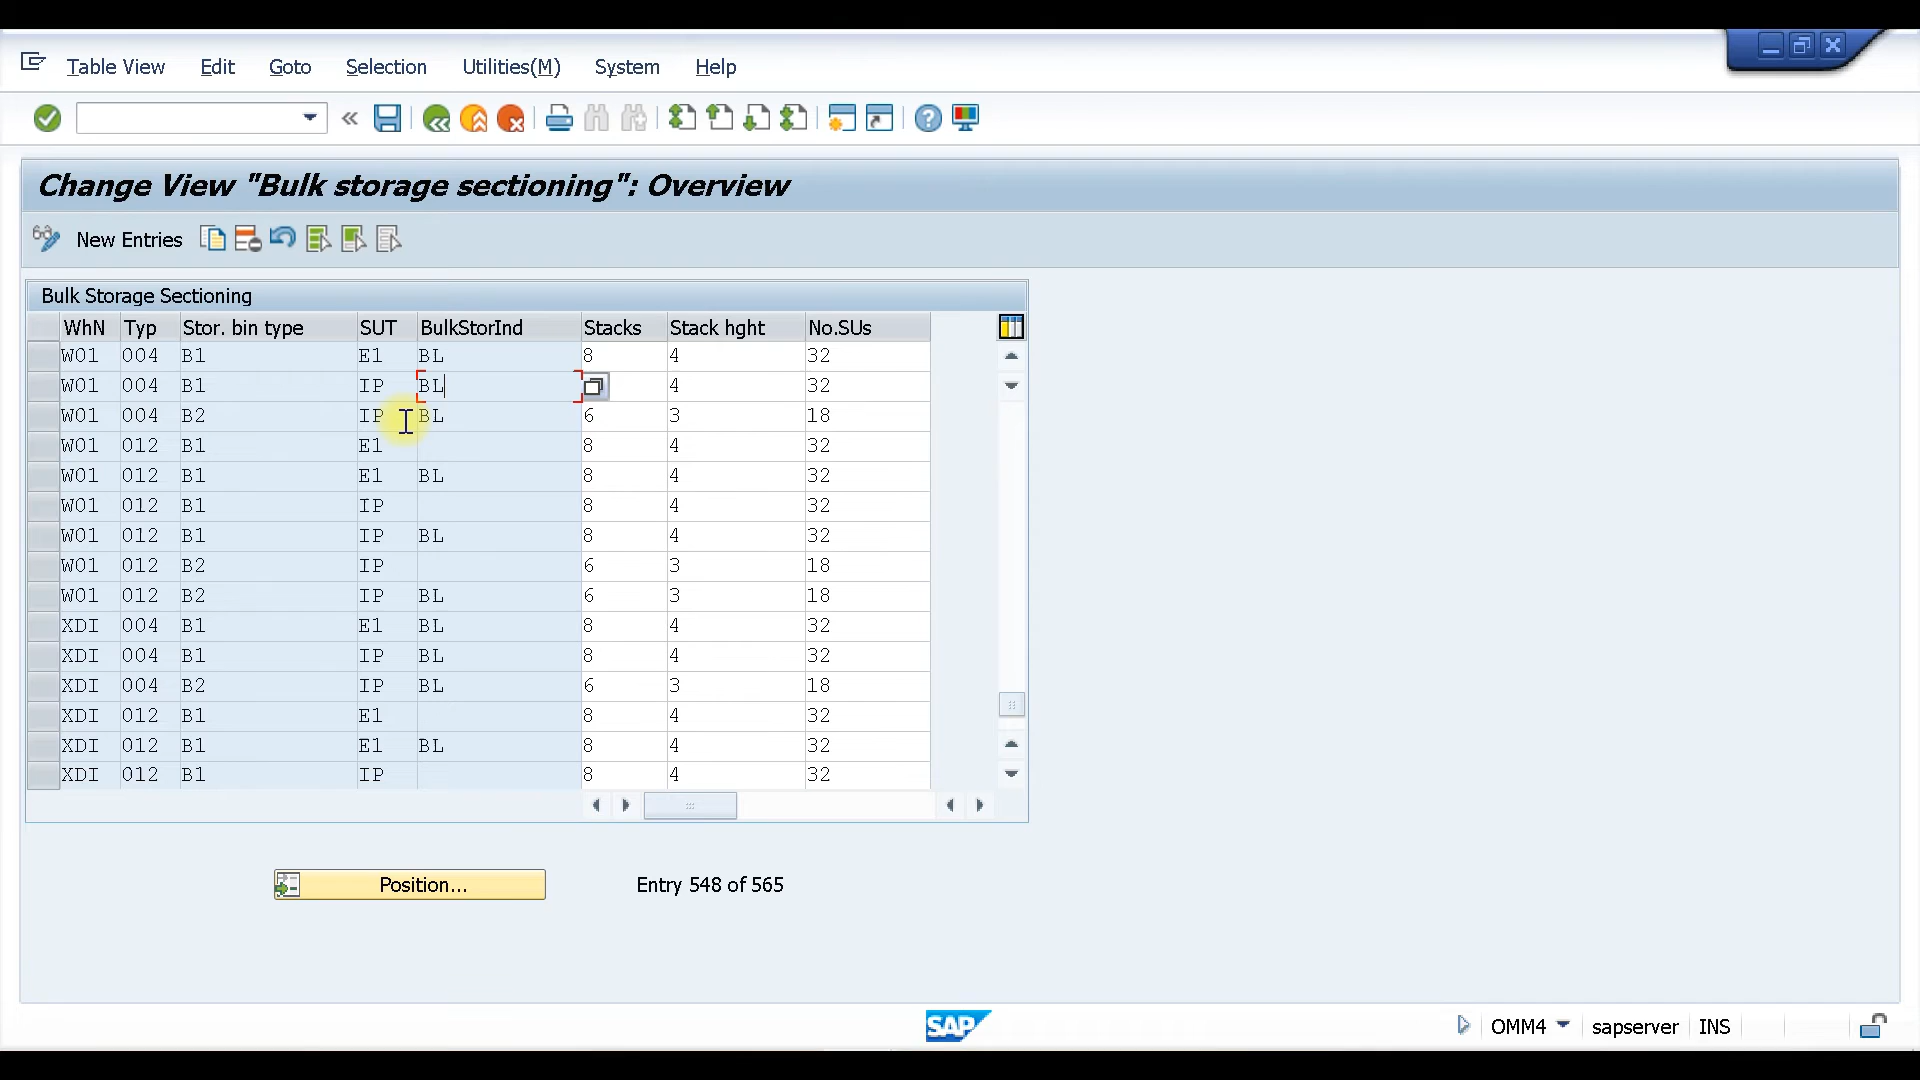 Table View Edit Goto Selection Utilities(M) System Help
Change View "Bulk storage sectioning": Overview
New Entries
Bulk Storage Sectioning
WhN Typ Stor. bin type SUT BulkStorInd Stacks Stack hght No.SUs
W01 004 B1 E1 BL 8 4 32
W01 004 B1 IP BL 4 32
W01 004 B2 IP BL 6 3 18
W01 012 B1 E1 8 4 32
W01 012 B1 E1 BL 8 4 32
W01 012 B1 IP 8 4 32
W01 012 B1 IP BL 8 4 32
W01 012 B2 IP 6 3 18
W01 012 B2 IP BL 6 3 18
XDI 004 B1 E1 BL 8 4 32
XDI 004 B1 IP BL 8 4 32
XDI 004 B2 IP BL 6 3 18
XDI 012 B1 E1 8 4 32
XDI 012 B1 E1 BL 8 4 32
XDI 012 B1 IP 8 4 32
Position... Entry 548 of 565
SAP OMM4 sapserver INS